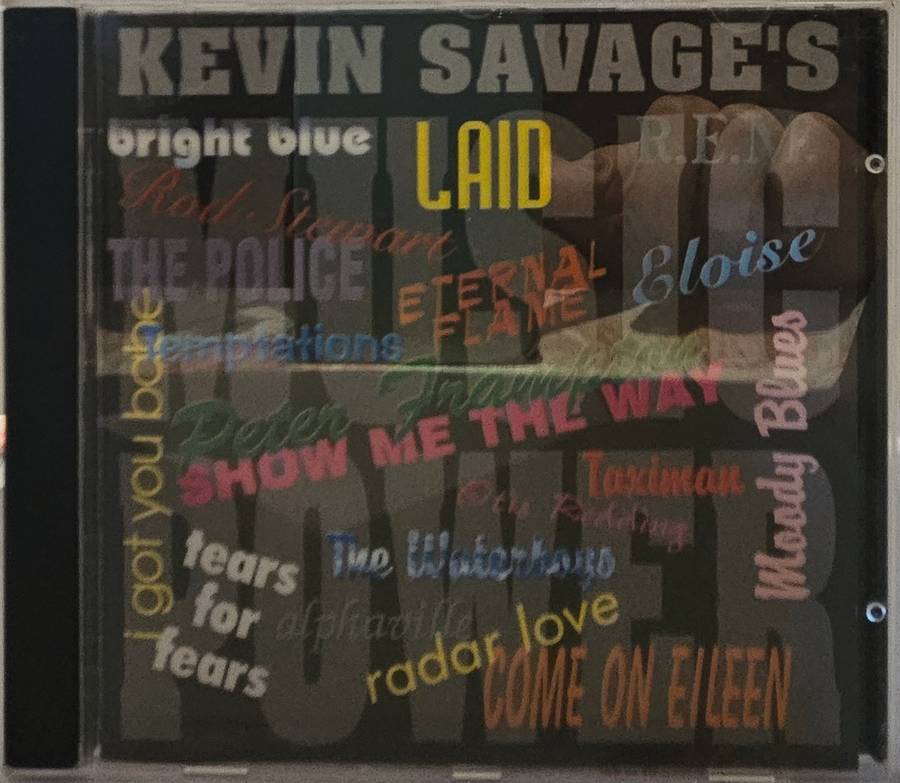 KEVIN SAVAGE'S
MUSIC
POWER
bright blue
LAID
R.E.M.
Rod Stewart
THE POLICE
ETERNAL
FLAME
Eloise
Temptations
i got you babe
Peter Frampton
SHOW ME THE WAY
Moody Blues
Taximan
Otis Redding
tears
for
fears
The Waterboys
alphaville
radar love
COME ON EILEEN